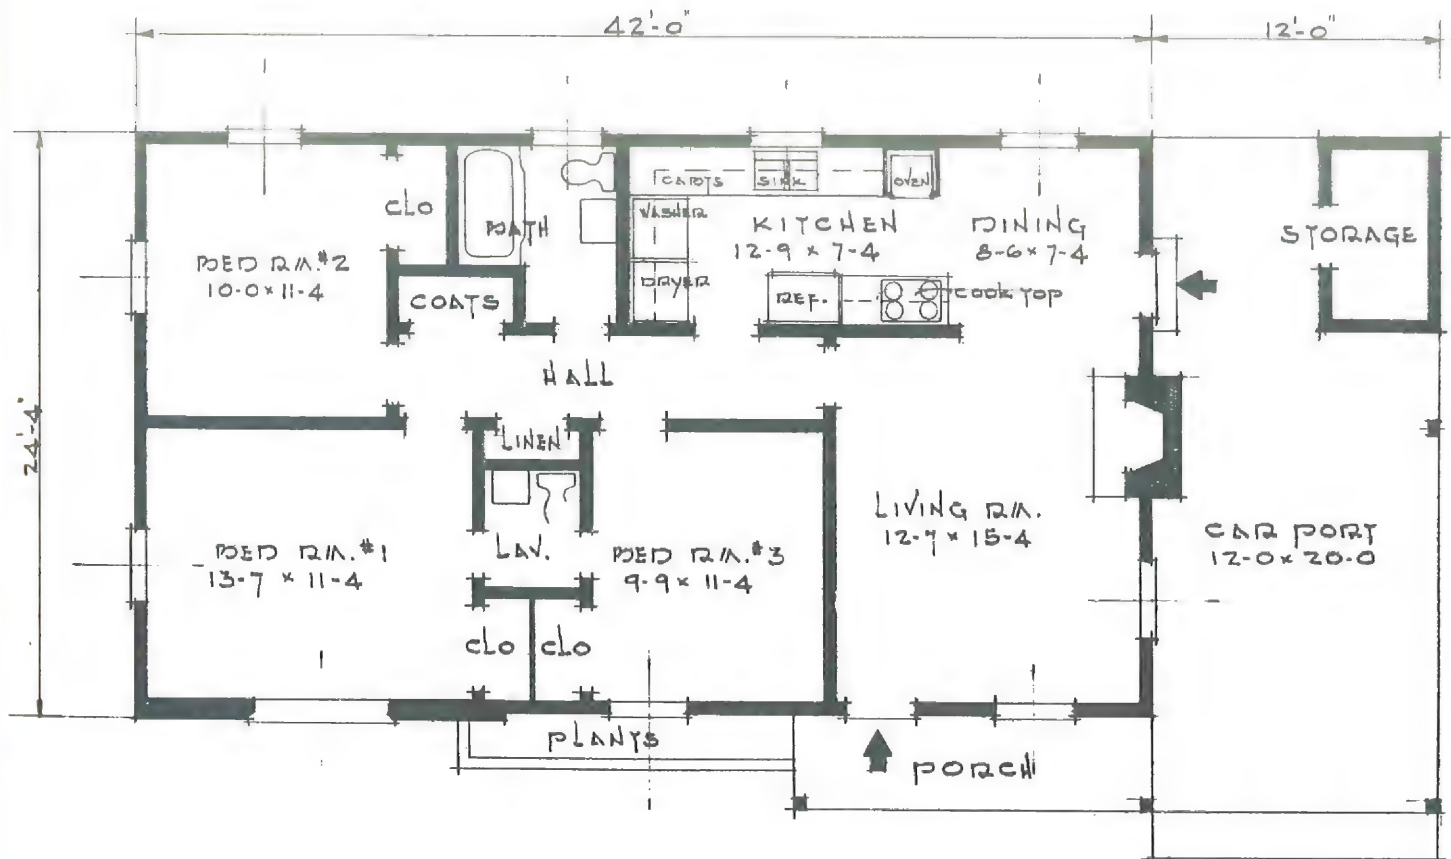 42'-0"
12'-0"
24'-4"
CLO
BATH
CAB'TS
SINK
OVEN
WASHER
DRYER
KITCHEN
12-9 x 7-4
DINING
8-6 x 7-4
STORAGE
BED RM. #2
10-0 x 11-4
COATS
REF.
COOK TOP
HALL
LINEN
LAV.
BED RM. #1
13-7 x 11-4
BED RM. #3
9-9 x 11-4
LIVING RM.
12-7 x 15-4
CAR PORT
12-0 x 20-0
CLO
CLO
PLANTS
PORCH